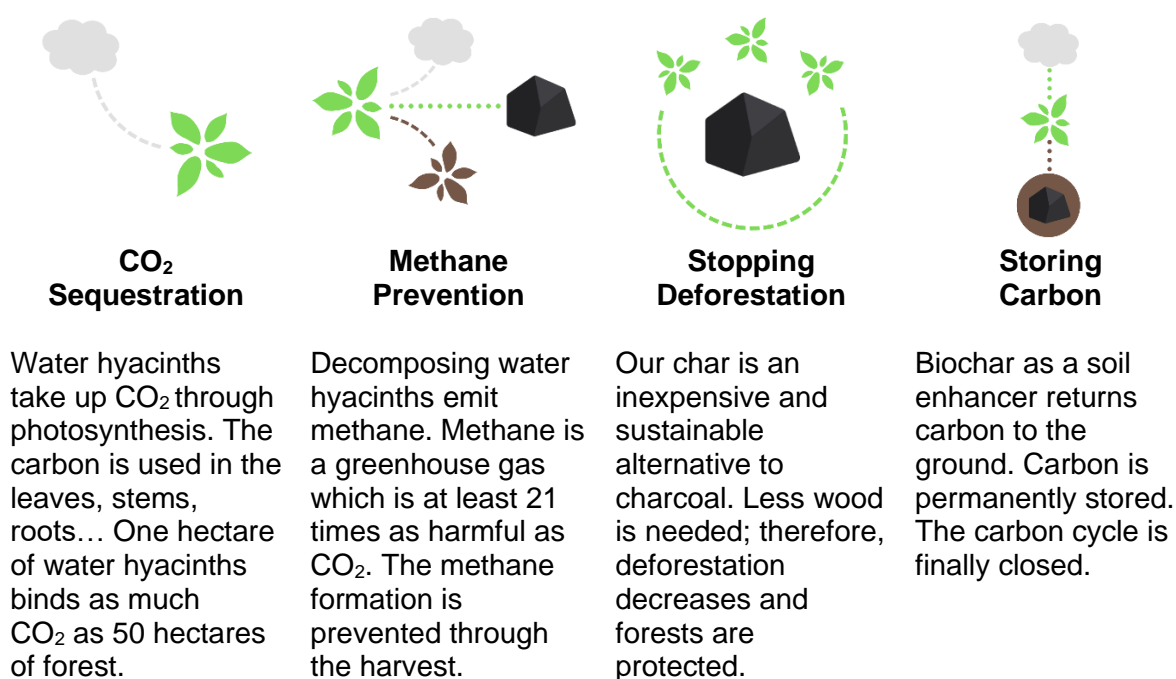 CO₂
Sequestration
Water hyacinths
take up CO₂ through
photosynthesis. The
carbon is used in the
leaves, stems,
roots… One hectare
of water hyacinths
binds as much
CO₂ as 50 hectares
of forest.
Methane
Prevention
Decomposing water
hyacinths emit
methane. Methane is
a greenhouse gas
which is at least 21
times as harmful as
CO₂. The methane
formation is
prevented through
the harvest.
Stopping
Deforestation
Our char is an
inexpensive and
sustainable
alternative to
charcoal. Less wood
is needed; therefore,
deforestation
decreases and
forests are
protected.
Storing
Carbon
Biochar as a soil
enhancer returns
carbon to the
ground. Carbon is
permanently stored.
The carbon cycle is
finally closed.